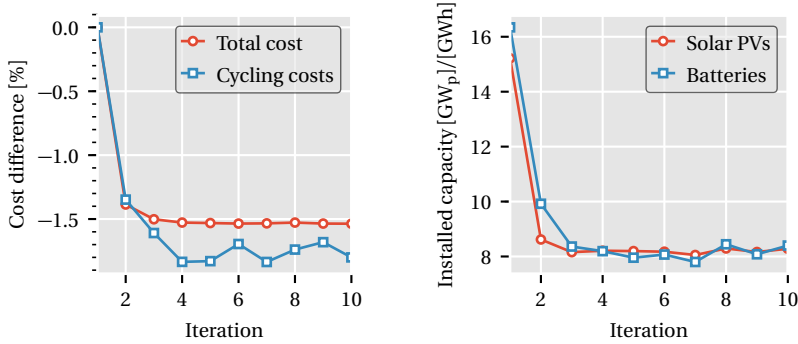 Cost difference [%]
0.0
−0.5
−1.0
−1.5
Total cost
Cycling costs
2 4 6 8 10
Iteration
Installed capacity [GWp]/[GWh]
16
14
12
10
8
Solar PVs
Batteries
2 4 6 8 10
Iteration